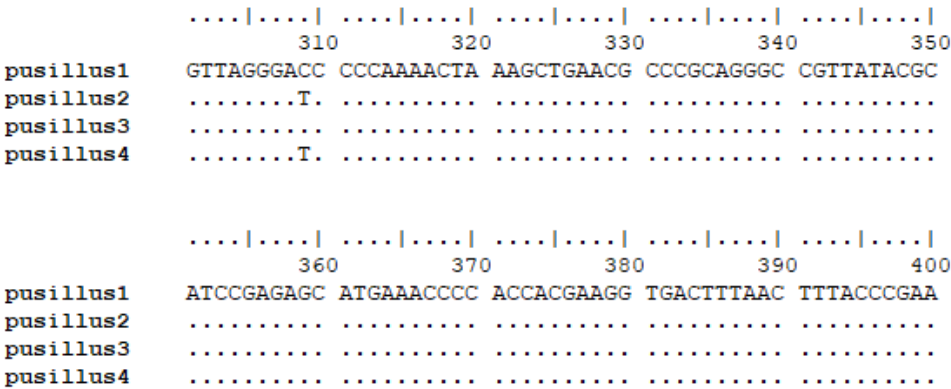 ....|....| ....|....| ....|....| ....|....| ....|....|
310 320 330 340 350
pusillus1 GTTAGGGACC CCCAAAACTA AAGCTGAACG CCCGCAGGGC CGTTATACGC
pusillus2 ........T. .......... .......... .......... ..........
pusillus3 .......... .......... .......... .......... ..........
pusillus4 ........T. .......... .......... .......... ..........
....|....| ....|....| ....|....| ....|....| ....|....|
360 370 380 390 400
pusillus1 ATCCGAGAGC ATGAAACCCC ACCACGAAGG TGACTTTAAC TTTACCCGAA
pusillus2 .......... .......... .......... .......... ..........
pusillus3 .......... .......... .......... .......... ..........
pusillus4 .......... .......... .......... .......... ..........